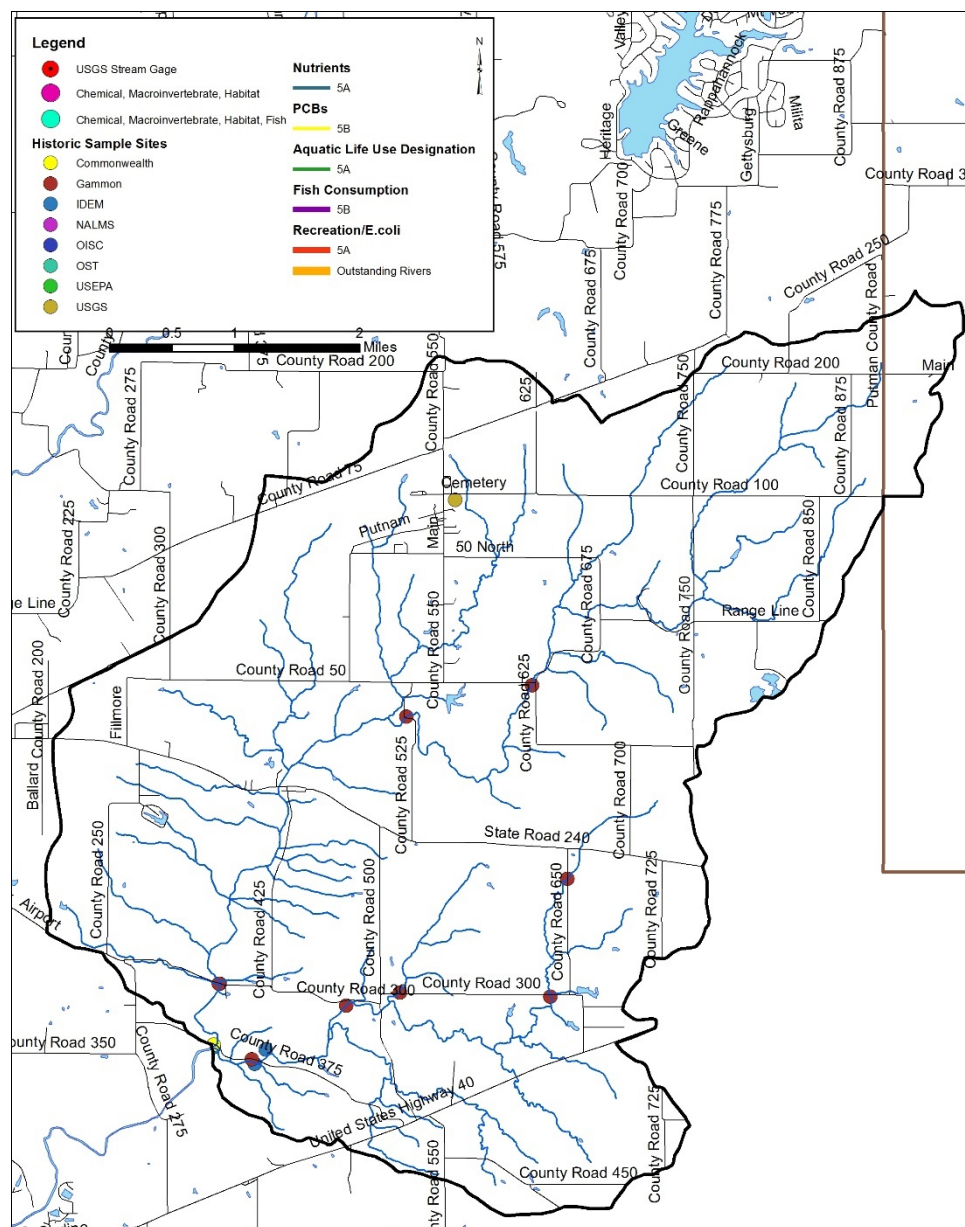 Legend
USGS Stream Gage
Chemical, Macroinvertebrate, Habitat
Chemical, Macroinvertebrate, Habitat, Fish
Historic Sample Sites
Commonwealth
Gammon
IDEM
NALMS
OISC
OST
USEPA
USGS
Nutrients
5A
PCBs
5B
Aquatic Life Use Designation
5A
Fish Consumption
5B
Recreation/E.coli
5A
Outstanding Rivers
N
0 0.5 1 2
Miles
Valley
Heritage
Greene
Rappahannock
Gettysburg
Militia
County Road 875
County Road 3
County Road 700
County Road 775
County Road 675
County Road 575
County Road 250
Putman County Road
County Road 200
County Road 550
625
County Road 750
County Road 200
Main
County Road 875
County Road 275
County Road 75
Cemetery
County Road 100
County Road 225
County Road 300
Putnam
Main
50 North
County Road 675
County Road 850
ge Line
County Road 550
County Road 750
Range Line
County Road 200
County Road 50
County Road 625
Fillmore
Ballard
County Road 525
County Road 700
State Road 240
County Road 250
County Road 500
County Road 725
County Road 650
Airport
County Road 425
County Road 300
County Road 300
ounty Road 350
County Road 375
County Road 275
United States Highway 40
County Road 725
County Road 550
County Road 450